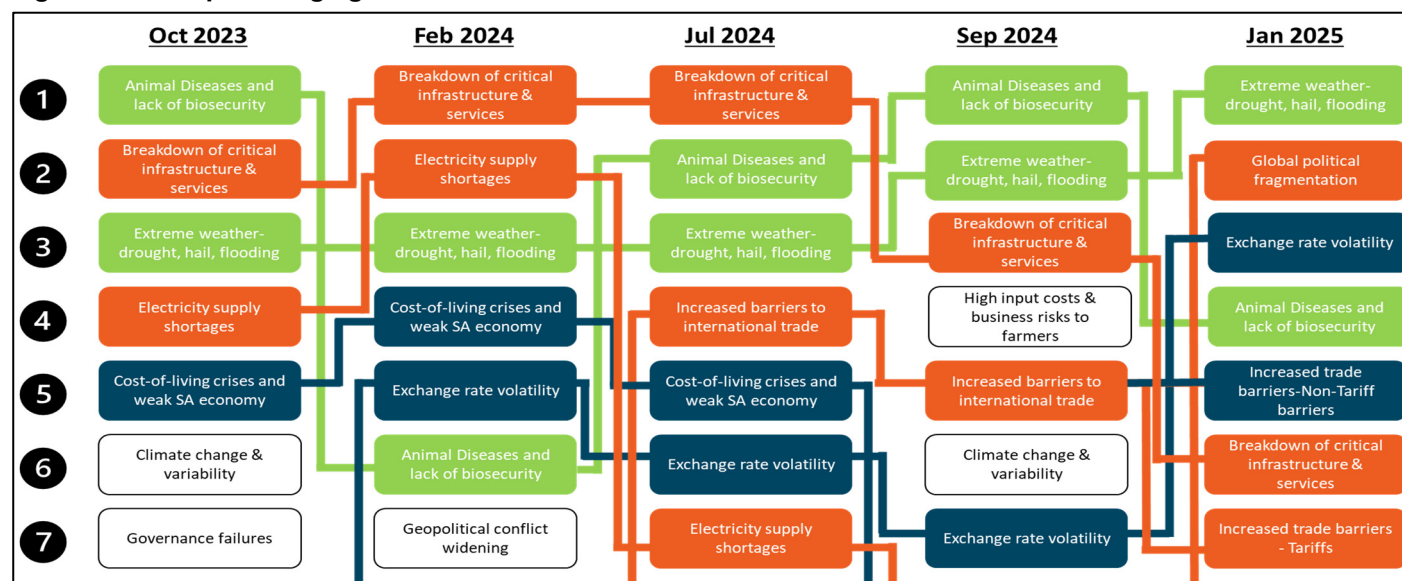 Oct 2023
Feb 2024
Jul 2024
Sep 2024
Jan 2025
1
Animal Diseases and
lack of biosecurity
Breakdown of critical
infrastructure &
services
Breakdown of critical
infrastructure &
services
Animal Diseases and
lack of biosecurity
Extreme weather-
drought, hail, flooding
2
Breakdown of critical
infrastructure &
services
Electricity supply
shortages
Animal Diseases and
lack of biosecurity
Extreme weather-
drought, hail, flooding
Global political
fragmentation
3
Extreme weather-
drought, hail, flooding
Extreme weather-
drought, hail, flooding
Extreme weather-
drought, hail, flooding
Breakdown of critical
infrastructure &
services
Exchange rate volatility
4
Electricity supply
shortages
Cost-of-living crises and
weak SA economy
Increased barriers to
international trade
High input costs &
business risks to
farmers
Animal Diseases and
lack of biosecurity
5
Cost-of-living crises and
weak SA economy
Exchange rate volatility
Cost-of-living crises and
weak SA economy
Increased barriers to
international trade
Increased trade
barriers-Non-Tariff
barriers
6
Climate change &
variability
Animal Diseases and
lack of biosecurity
Exchange rate volatility
Climate change &
variability
Breakdown of critical
infrastructure &
services
7
Governance failures
Geopolitical conflict
widening
Electricity supply
shortages
Exchange rate volatility
Increased trade barriers
- Tariffs